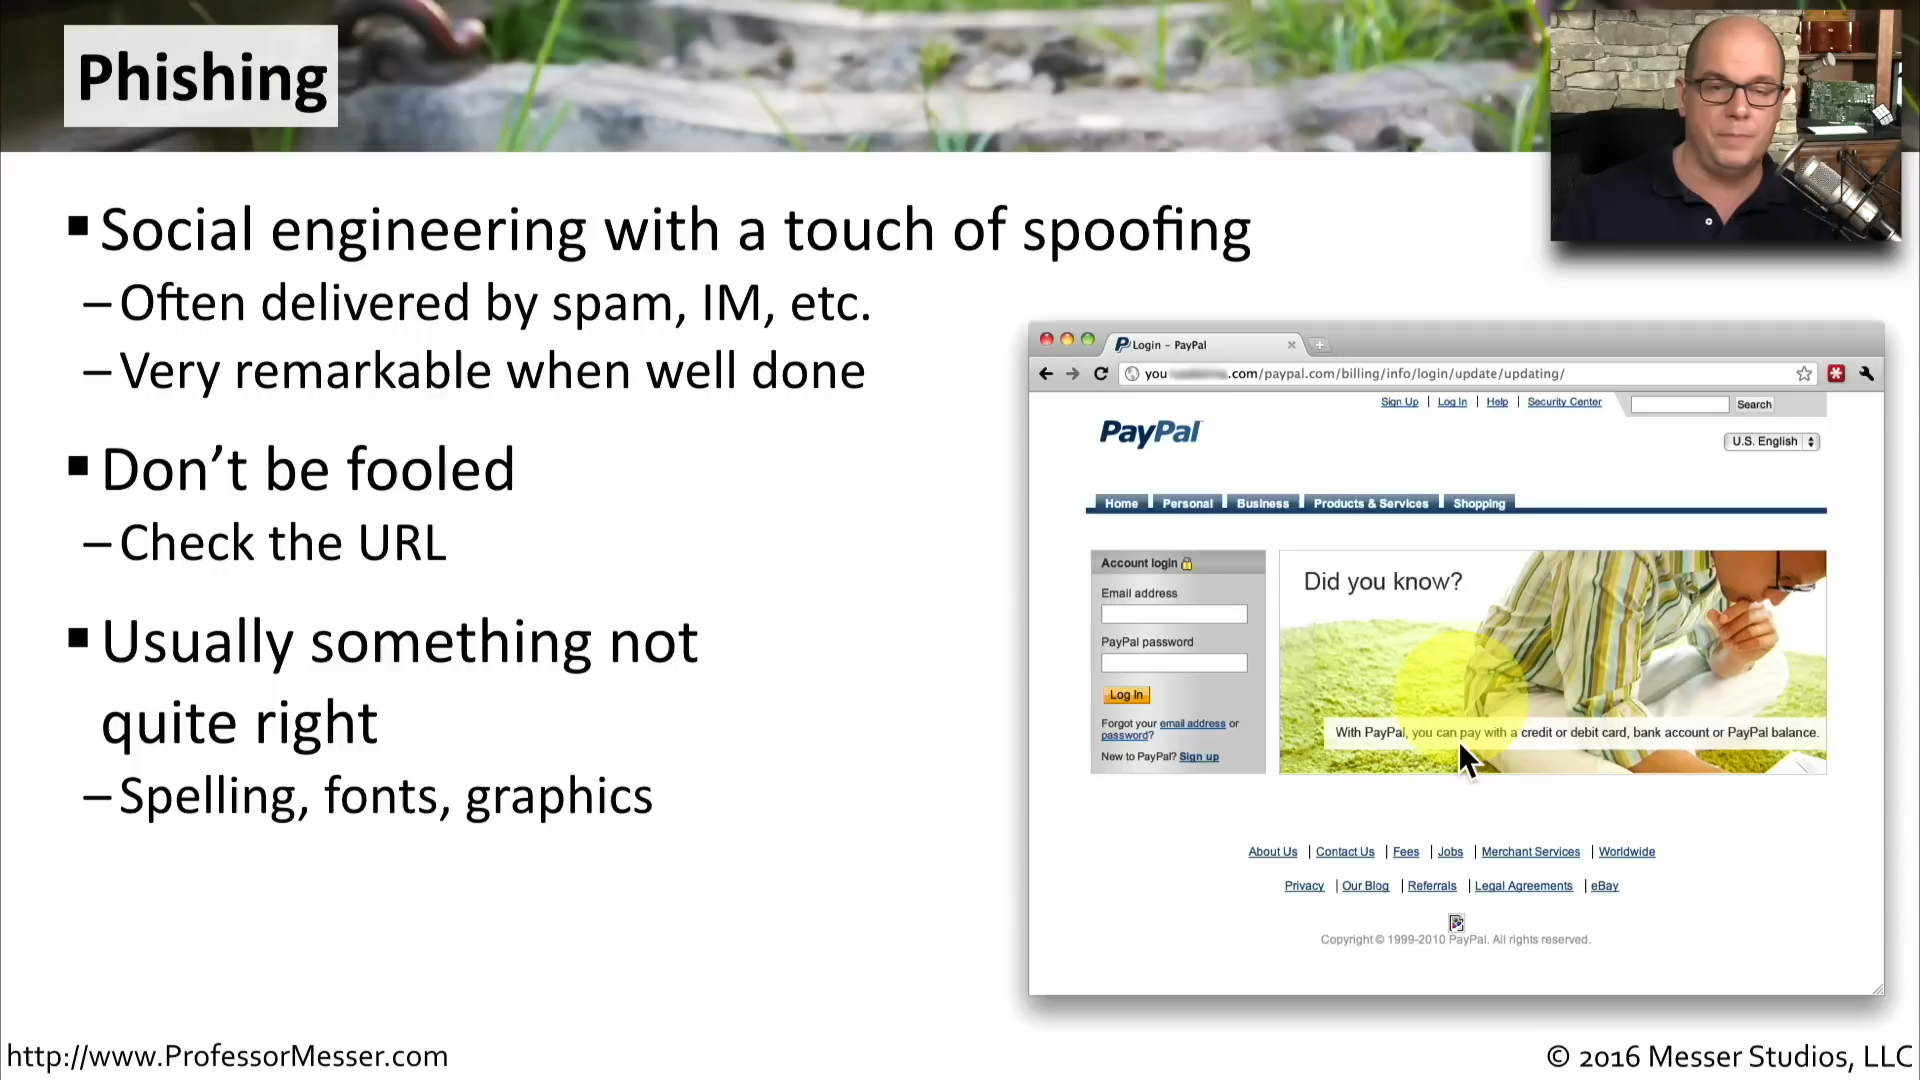 Phishing
▪ Social engineering with a touch of spoofing
– Often delivered by spam, IM, etc.
– Very remarkable when well done
▪ Don’t be fooled
– Check the URL
▪ Usually something not
quite right
– Spelling, fonts, graphics
Login – PayPal
you .com/paypal.com/billing/info/login/update/updating/
Sign Up | Log In | Help | Security Center Search
PayPal
U.S. English
Home Personal Business Products & Services Shopping
Account login
Email address
PayPal password
Log In
Forgot your email address or
password?
New to PayPal? Sign up
Did you know?
With PayPal, you can pay with a credit or debit card, bank account or PayPal balance.
About Us | Contact Us | Fees | Jobs | Merchant Services | Worldwide
Privacy | Our Blog | Referrals | Legal Agreements | eBay
Copyright © 1999-2010 PayPal. All rights reserved.
http://www.ProfessorMesser.com
© 2016 Messer Studios, LLC